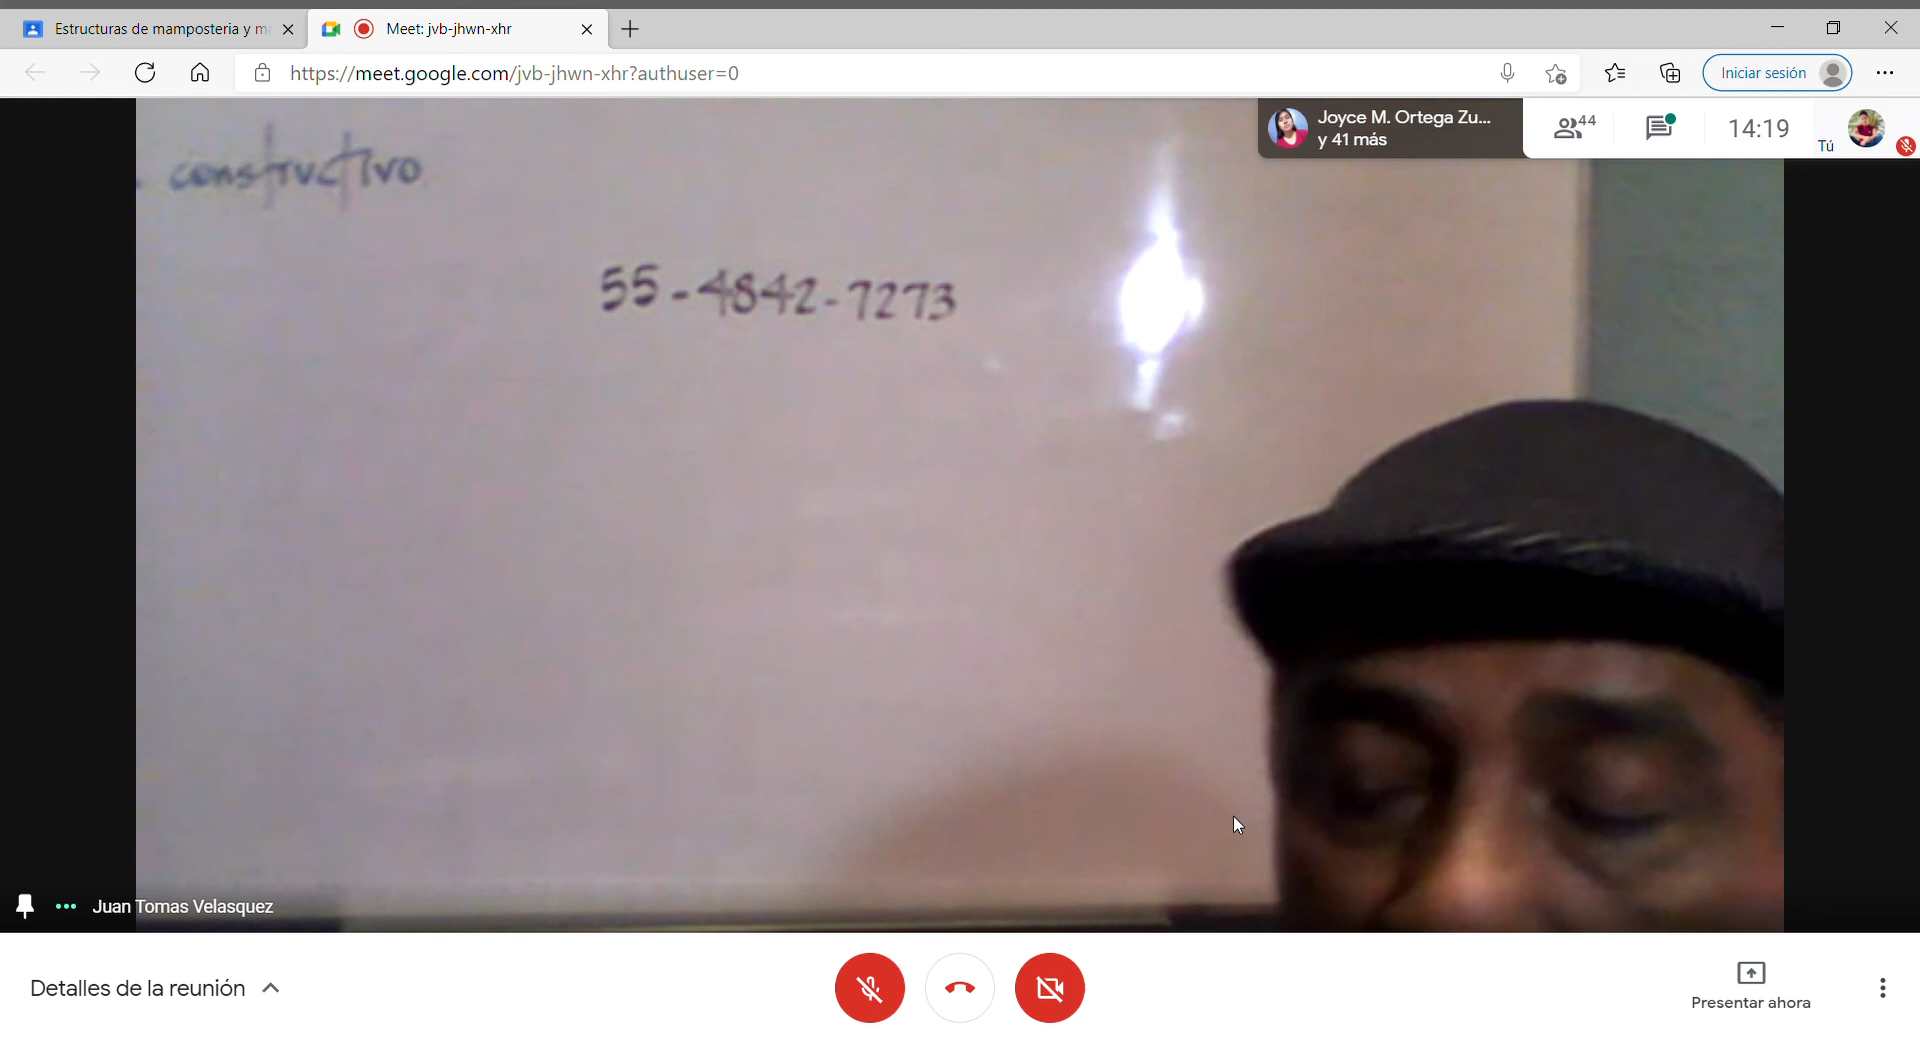 Estructuras de mamposteria y ma
Meet: jvb-jhwn-xhr
https://meet.google.com/jvb-jhwn-xhr?authuser=0
Iniciar sesión
Joyce M. Ortega Zu...
y 41 más
44
14:19
Tú
constructivo
55-4842-7273
Juan Tomas Velasquez
Detalles de la reunión
Presentar ahora